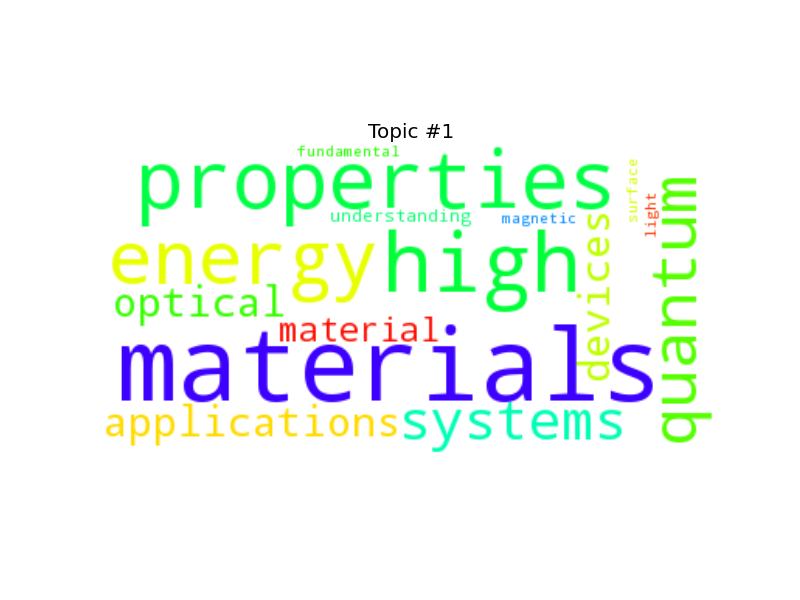 Topic #1
fundamental
properties
understanding
magnetic
surface
light
energy
high
devices
quantum
optical
material
materials
applications
systems